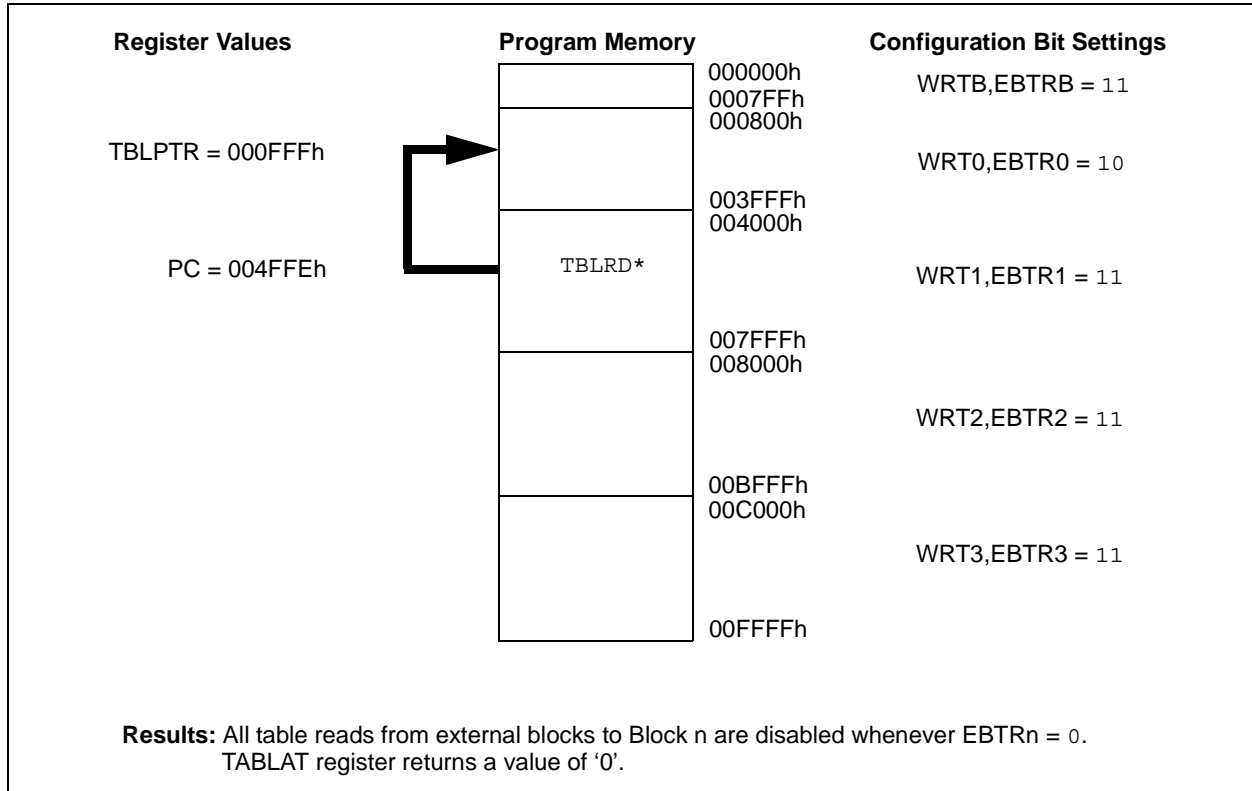 Register Values
Program Memory
Configuration Bit Settings
000000h
WRTB,EBTRB = 11
0007FFh
000800h
TBLPTR = 000FFFh
WRT0,EBTR0 = 10
003FFFh
004000h
PC = 004FFEh
TBLRD*
WRT1,EBTR1 = 11
007FFFh
008000h
WRT2,EBTR2 = 11
00BFFFh
00C000h
WRT3,EBTR3 = 11
00FFFFh
Results: All table reads from external blocks to Block n are disabled whenever EBTRn = 0.
TABLAT register returns a value of ‘0’.